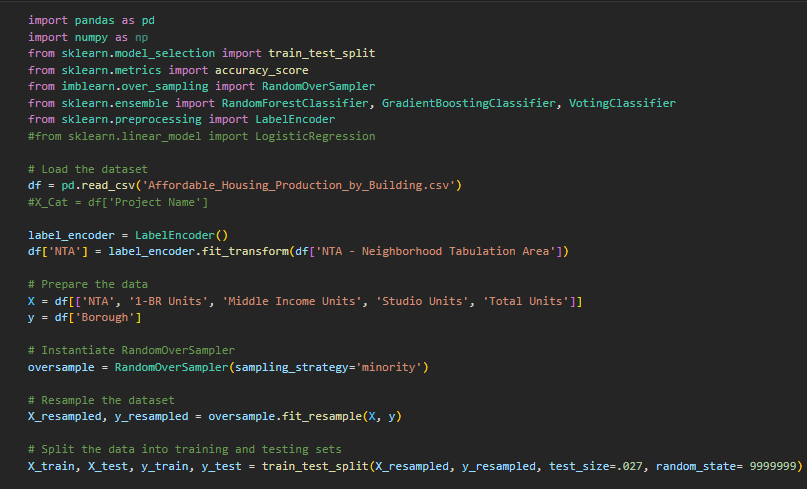 import pandas as pd
import numpy as np
from sklearn.model_selection import train_test_split
from sklearn.metrics import accuracy_score
from imblearn.over_sampling import RandomOverSampler
from sklearn.ensemble import RandomForestClassifier, GradientBoostingClassifier, VotingClassifier
from sklearn.preprocessing import LabelEncoder
#from sklearn.linear_model import LogisticRegression
# Load the dataset
df = pd.read_csv('Affordable_Housing_Production_by_Building.csv')
#X_Cat = df['Project Name']
label_encoder = LabelEncoder()
df['NTA'] = label_encoder.fit_transform(df['NTA - Neighborhood Tabulation Area'])
# Prepare the data
X = df[['NTA', '1-BR Units', 'Middle Income Units', 'Studio Units', 'Total Units']]
y = df['Borough']
# Instantiate RandomOverSampler
oversample = RandomOverSampler(sampling_strategy='minority')
# Resample the dataset
X_resampled, y_resampled = oversample.fit_resample(X, y)
# Split the data into training and testing sets
X_train, X_test, y_train, y_test = train_test_split(X_resampled, y_resampled, test_size=.027, random_state= 9999999)